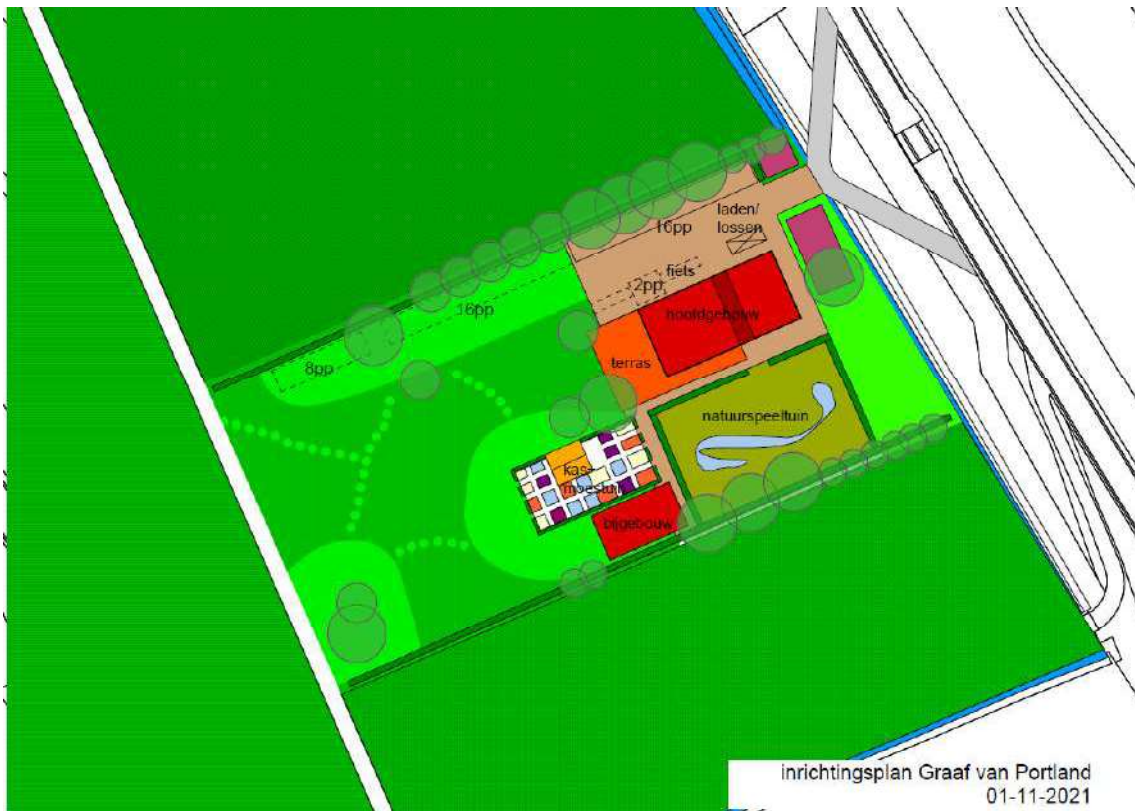 laden/
lossen
16pp
fiets
2pp
hoofdgebouw
16pp
8pp
terras
natuurspeeltuin
kas+
moestuin
bijgebouw
inrichtingsplan Graaf van Portland
01-11-2021